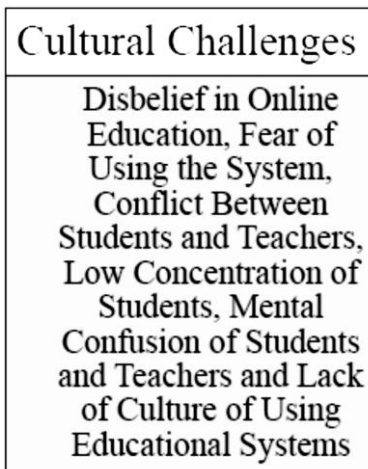 Cultural Challenges
Disbelief in Online
Education, Fear of
Using the System,
Conflict Between
Students and Teachers,
Low Concentration of
Students, Mental
Confusion of Students
and Teachers and Lack
of Culture of Using
Educational Systems